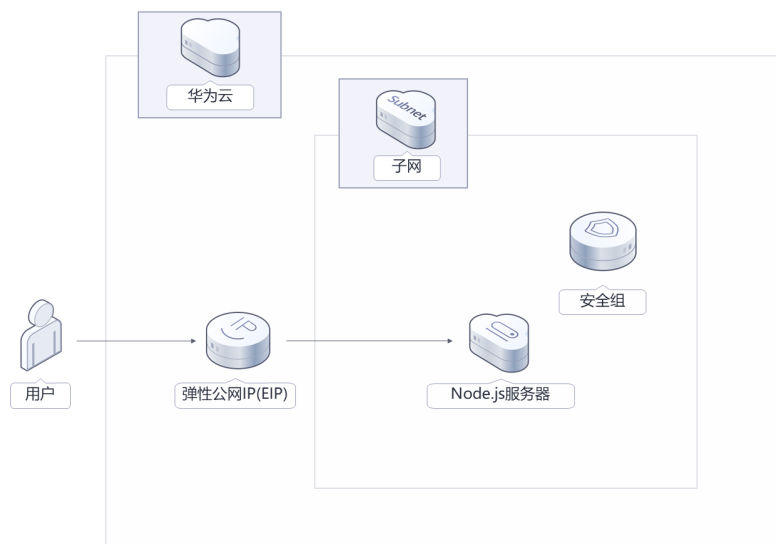 华为云
Subnet
子网
安全组
IP
用户
弹性公网IP(EIP)
Node.js服务器